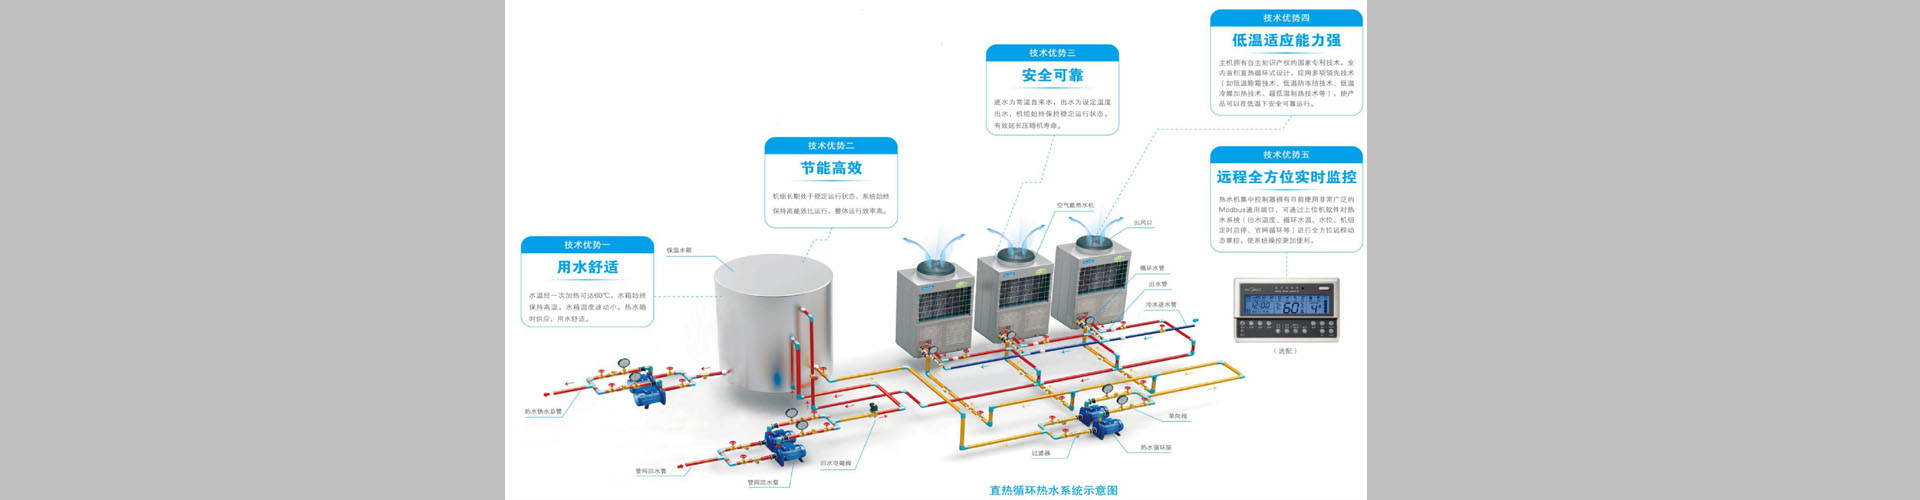 技术优势一
用水舒适
水温经一次加热可达60℃，水箱始终
保持高温，水箱温度波动小，热水随
时供应，用水舒适。
技术优势二
节能高效
机组长期处于稳定运行状态，系统始终
保持高能效比运行，整体运行效率高。
技术优势三
安全可靠
进水为常温自来水，出水为设定温度
出水，机组始终保持稳定运行状态，
有效延长压缩机寿命。
技术优势四
低温适应能力强
主机拥有自主知识产权的国家专利技术，业
内首创直热循环式设计，应用多项领先技术
（如低温除霜技术、低温防冻结技术、低温
冷媒加热技术、超低温制热技术等），使产
品可以在低温下安全可靠运行。
技术优势五
远程全方位实时监控
热水机集中控制器拥有目前使用非常广泛的
Modbus通用端口，可通过上位机软件对热
水系统（出水温度、循环水温、水位、机组
定时启停、官网循环等）进行全方位远程动
态掌控，使系统操控更加便利。
（选配）
保温水箱
空气能热水机
出风口
循环水管
出水管
冷水进水管
热水供水总管
管网回水管
管网回水泵
回水电磁阀
过滤器
单向阀
热水循环泵
直热循环热水系统示意图